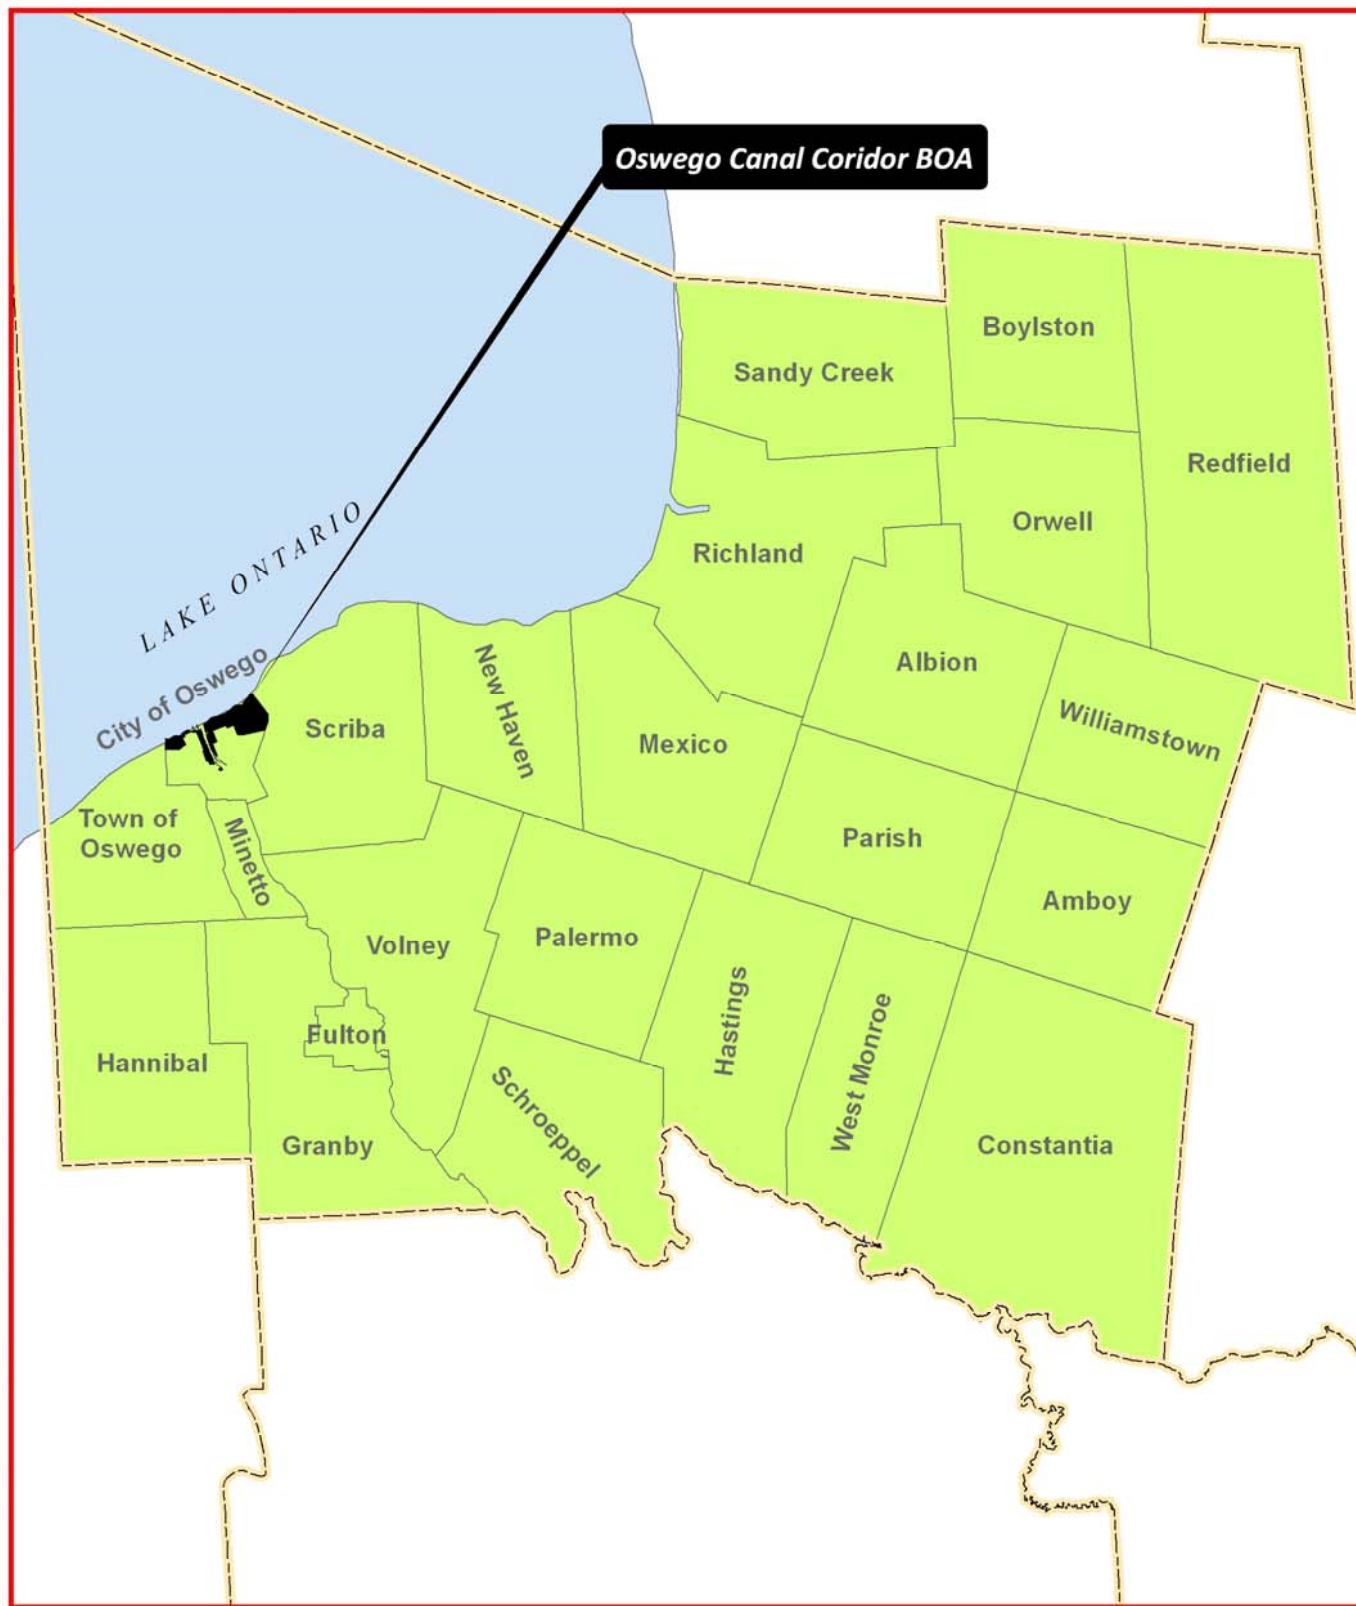 Oswego Canal Coridor BOA
Boylston
Sandy Creek
Redfield
Orwell
LAKE ONTARIO
Richland
City of Oswego
Albion
New Haven
Scriba
Mexico
Williamstown
Town of
Oswego
Minetto
Parish
Amboy
Volney
Palermo
Hastings
West Monroe
Fulton
Hannibal
Schroeppel
Granby
Constantia